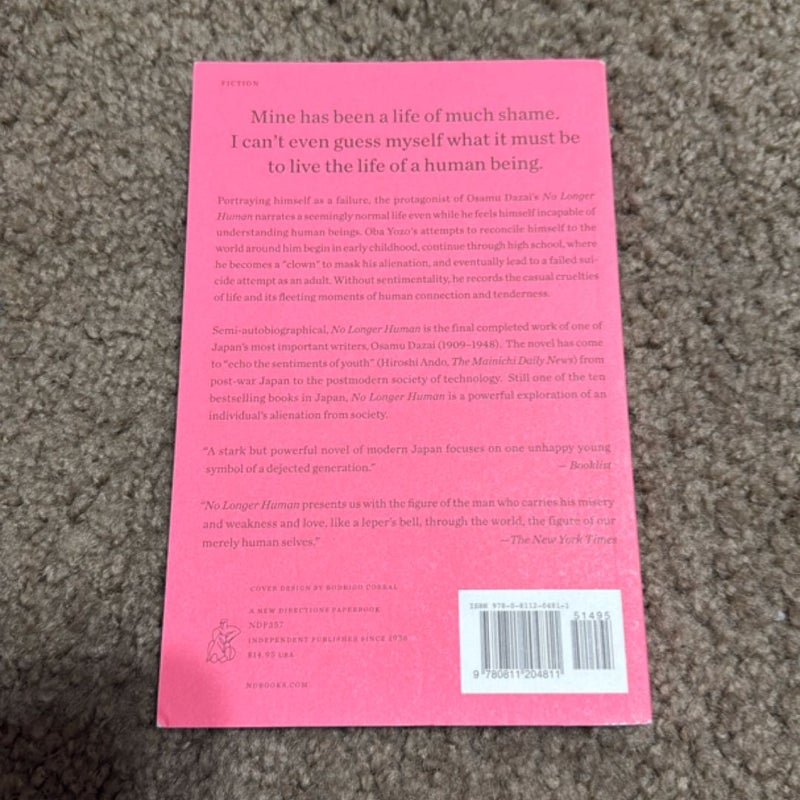 FICTION
Mine has been a life of much shame.
I can't even guess myself what it must be
to live the life of a human being.
Portraying himself as a failure, the protagonist of Osamu Dazai's No Longer
Human narrates a seemingly normal life even while he feels himself incapable of
understanding human beings. Oba Yozo's attempts to reconcile himself to the
world around him begin in early childhood, continue through high school, where
he becomes a "clown" to mask his alienation, and eventually lead to a failed sui-
cide attempt as an adult. Without sentimentality, he records the casual cruelties
of life and its fleeting moments of human connection and tenderness.
Semi-autobiographical, No Longer Human is the final completed work of one of
Japan's most important writers, Osamu Dazai (1909–1948). The novel has come
to "echo the sentiments of youth" (Hiroshi Ando, The Mainichi Daily News) from
post-war Japan to the postmodern society of technology. Still one of the ten
bestselling books in Japan, No Longer Human is a powerful exploration of an
individual's alienation from society.
"A stark but powerful novel of modern Japan focuses on one unhappy young
symbol of a dejected generation." — Booklist
"No Longer Human presents us with the figure of the man who carries his misery
and weakness and love, like a leper's bell, through the world, the figure of our
merely human selves." —The New York Times
COVER DESIGN BY RODRIGO CORRAL
A NEW DIRECTIONS PAPERBOOK
NDP357
INDEPENDENT PUBLISHER SINCE 1936
$14.95 USA
NDBOOKS.COM
ISBN 978-0-8112-0481-1
51495
9 780811 204811